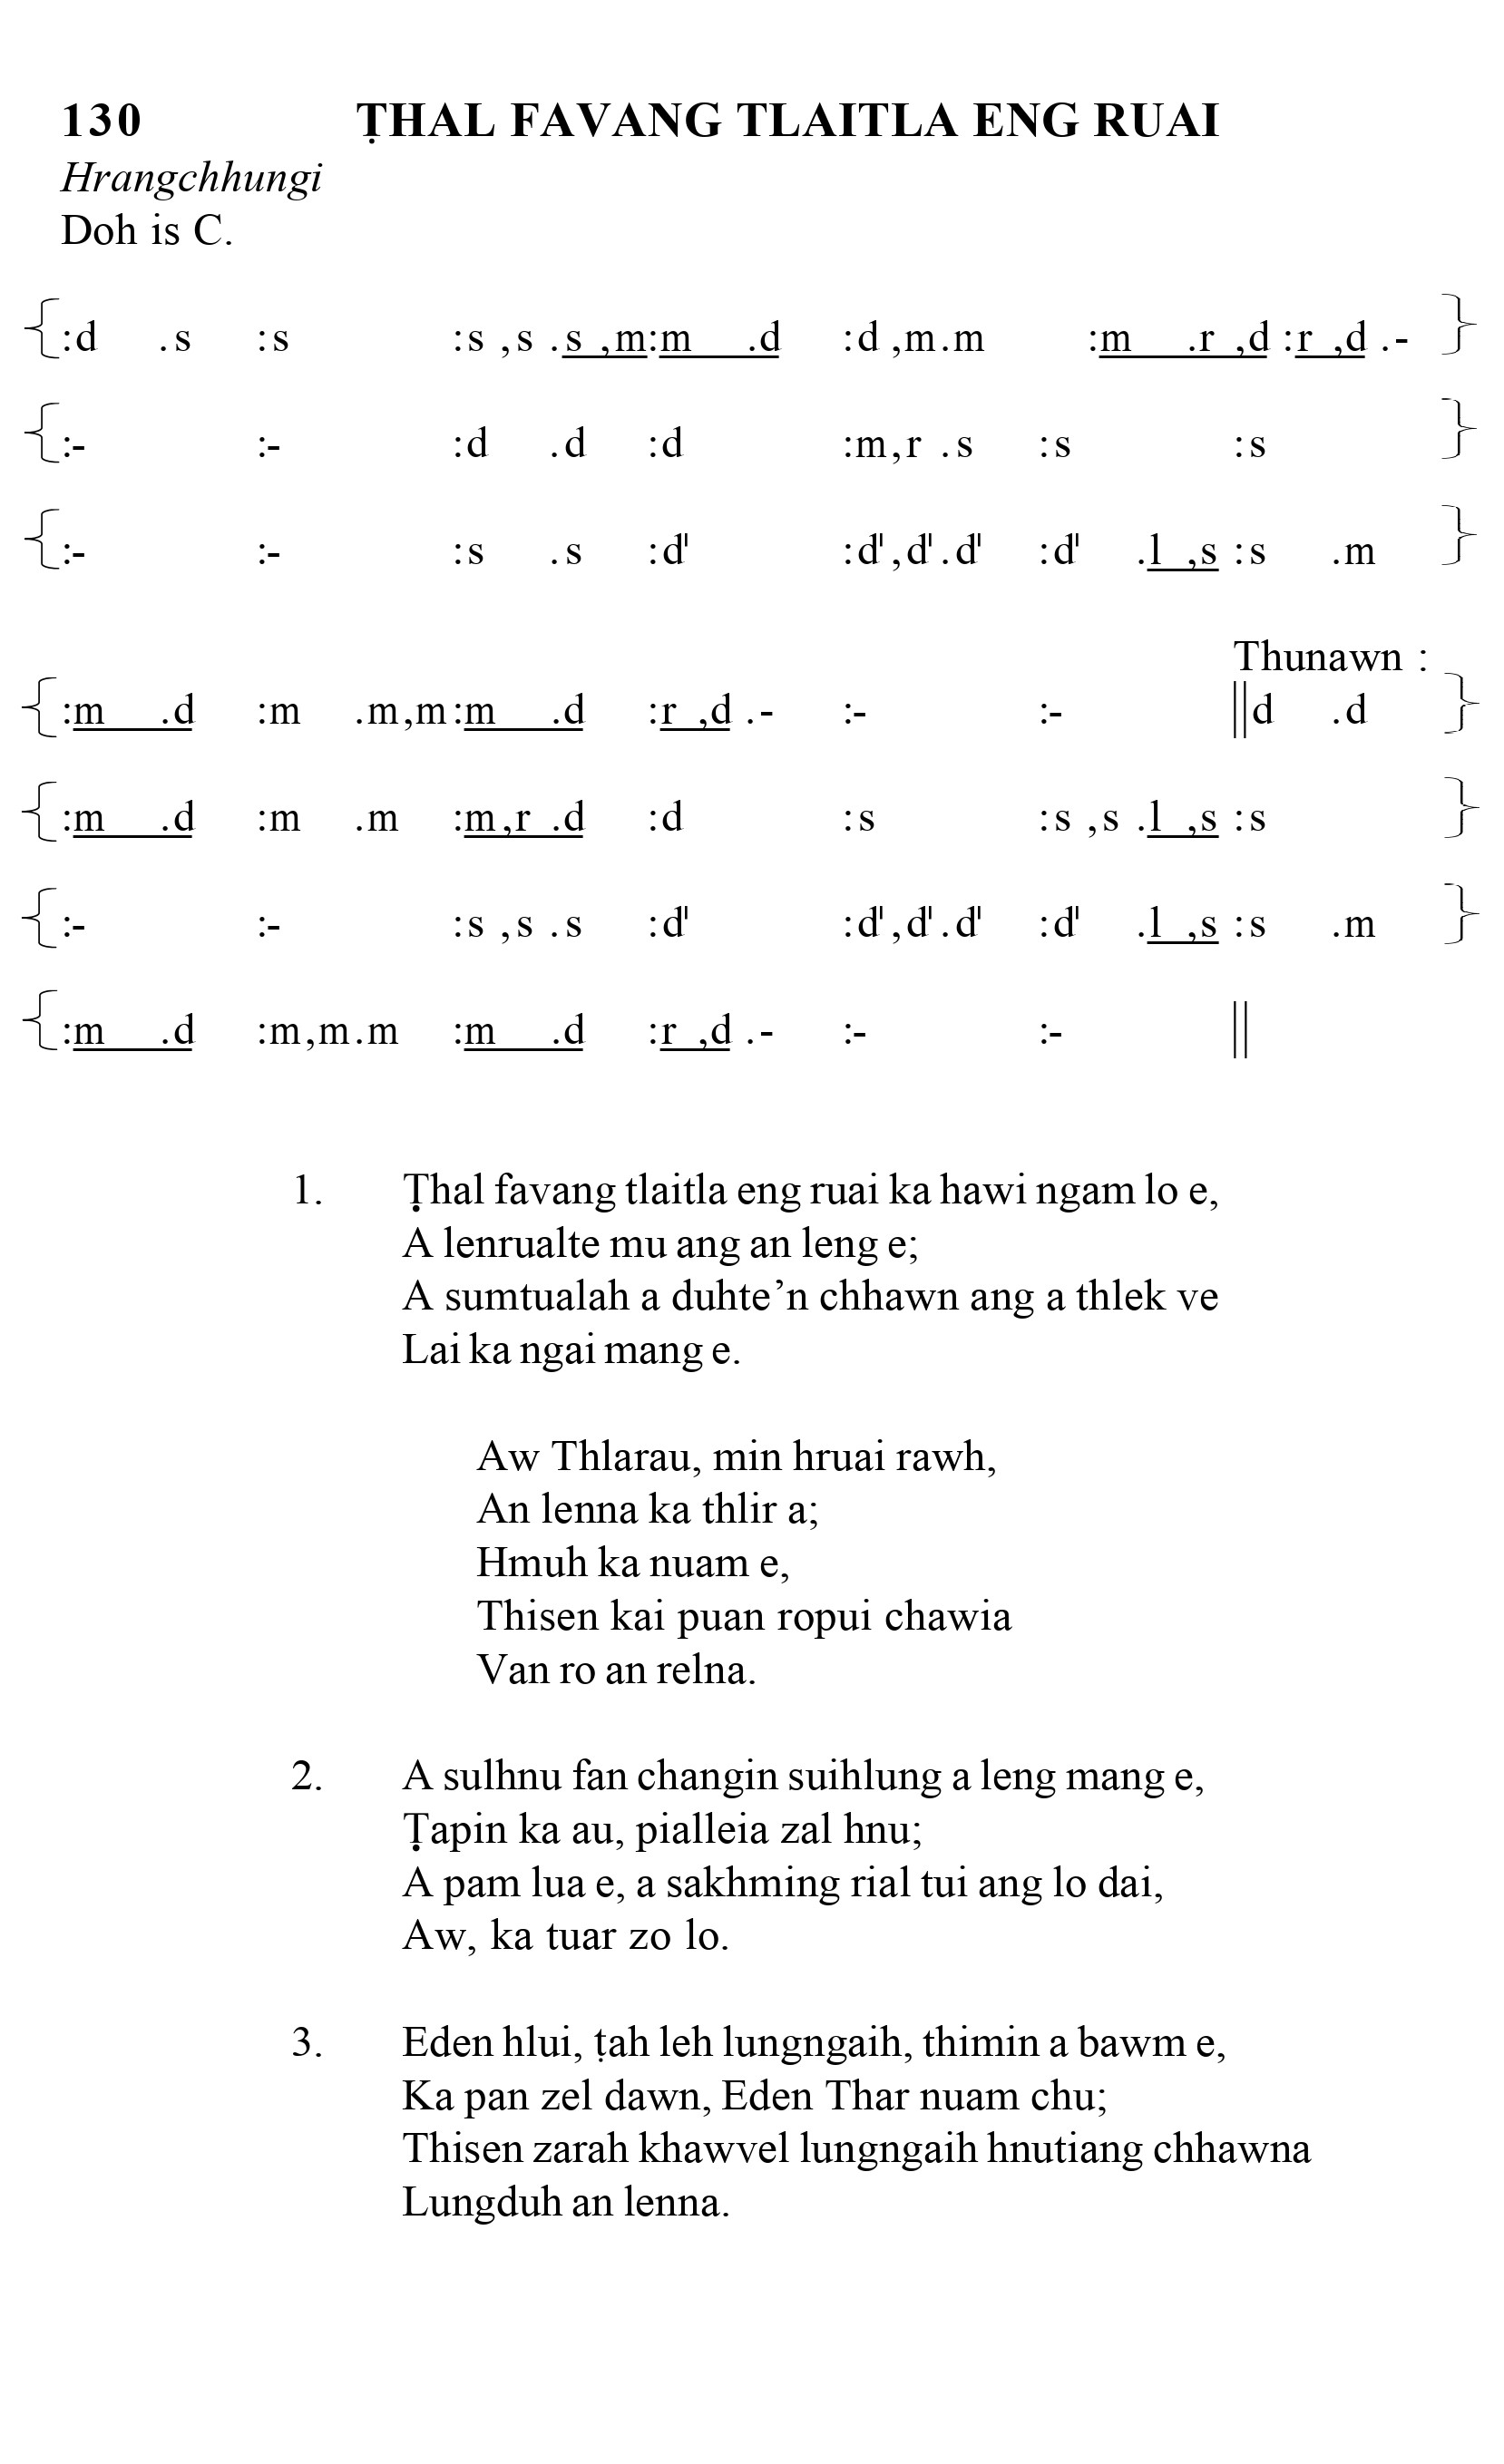 130 ṬHAL FAVANG TLAITLA ENG RUAI
Hrangchhungi
Doh is C.
{:d .s :s :s ,s .s ,m:m .d :d ,m.m :m .r ,d :r ,d .- }
{:- :- :d .d :d :m,r .s :s :s }
{:- :- :s .s :d' :d',d'.d' :d' .l ,s :s .m }
Thunawn :
{:m .d :m .m,m:m .d :r ,d .- :- :- ||d .d }
{:m .d :m .m :m,r .d :d :s :s ,s .l ,s :s }
{:- :- :s ,s .s :d' :d',d'.d' :d' .l ,s :s .m }
{:m .d :m,m.m :m .d :r ,d .- :- :- ||
1. Ṭhal favang tlaitla eng ruai ka hawi ngam lo e,
A lenrualte mu ang an leng e;
A sumtualah a duhte’n chhawn ang a thlek ve
Lai ka ngai mang e.
Aw Thlarau, min hruai rawh,
An lenna ka thlir a;
Hmuh ka nuam e,
Thisen kai puan ropui chawia
Van ro an relna.
2. A sulhnu fan changin suihlung a leng mang e,
Ṭapin ka au, pialleia zal hnu;
A pam lua e, a sakhming rial tui ang lo dai,
Aw, ka tuar zo lo.
3. Eden hlui, ṭah leh lungngaih, thimin a bawm e,
Ka pan zel dawn, Eden Thar nuam chu;
Thisen zarah khawvel lungngaih hnutiang chhawna
Lungduh an lenna.